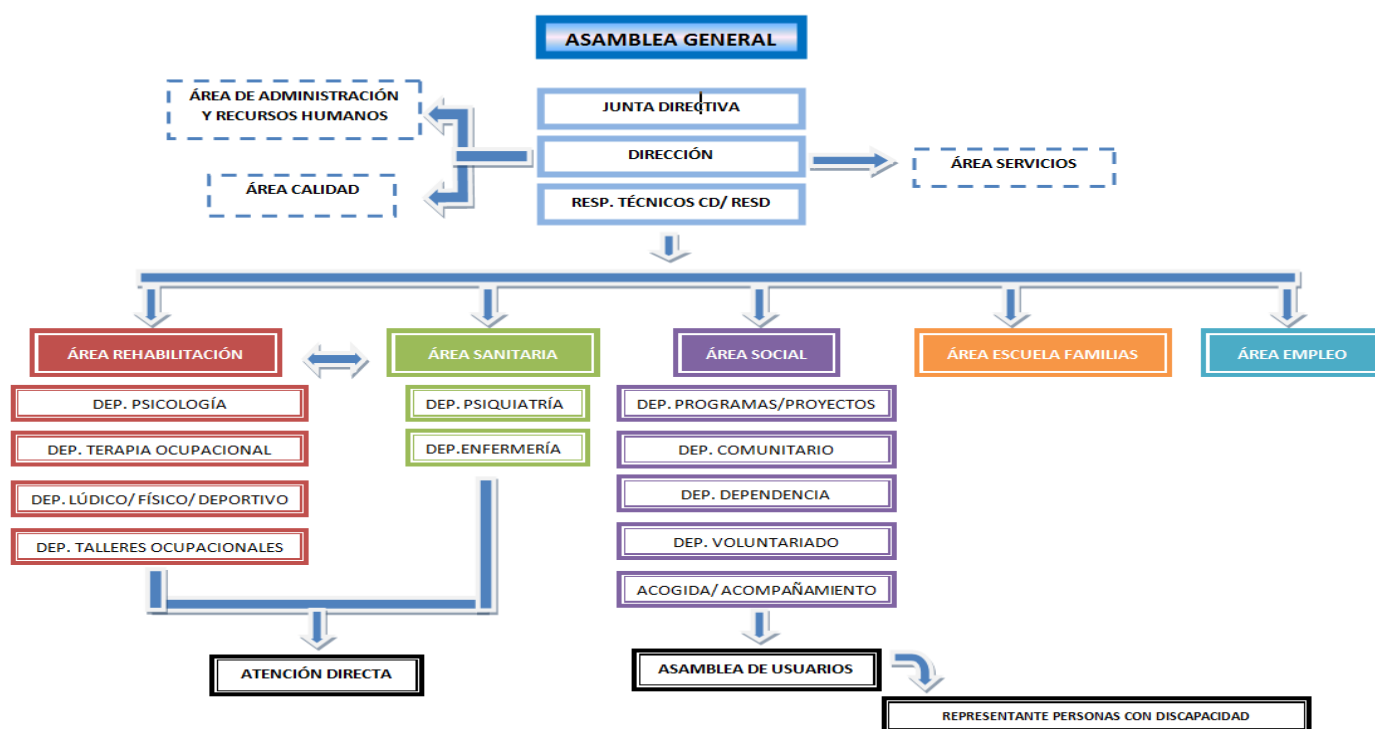 ASAMBLEA GENERAL
ÁREA DE ADMINISTRACIÓN
Y RECURSOS HUMANOS
JUNTA DIRECTIVA
DIRECCIÓN
ÁREA SERVICIOS
ÁREA CALIDAD
RESP. TÉCNICOS CD/ RESD
ÁREA REHABILITACIÓN
ÁREA SANITARIA
ÁREA SOCIAL
ÁREA ESCUELA FAMILIAS
ÁREA EMPLEO
DEP. PSICOLOGÍA
DEP. TERAPIA OCUPACIONAL
DEP. LÚDICO/ FÍSICO/ DEPORTIVO
DEP. TALLERES OCUPACIONALES
DEP. PSIQUIATRÍA
DEP.ENFERMERÍA
DEP. PROGRAMAS/PROYECTOS
DEP. COMUNITARIO
DEP. DEPENDENCIA
DEP. VOLUNTARIADO
ACOGIDA/ ACOMPAÑAMIENTO
ATENCIÓN DIRECTA
ASAMBLEA DE USUARIOS
REPRESENTANTE PERSONAS CON DISCAPACIDAD